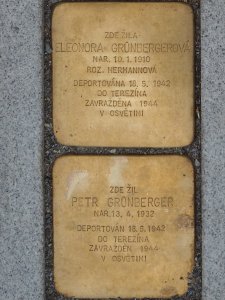 ZDE ŽILA
ELEONORA GRÜNBERGEROVÁ
NAR. 10.1.1910
ROZ. HERMANNOVÁ
DEPORTOVÁNA 18.5.1942
DO TEREZÍNA
ZAVRAŽDĚNA 1944
V OSVĚTIMI
ZDE ŽIL
PETR GRÜNBERGER
NAR. 13.4.1932
DEPORTOVÁN 18.5.1942
DO TEREZÍNA
ZAVRAŽDĚN 1944
V OSVĚTIMI